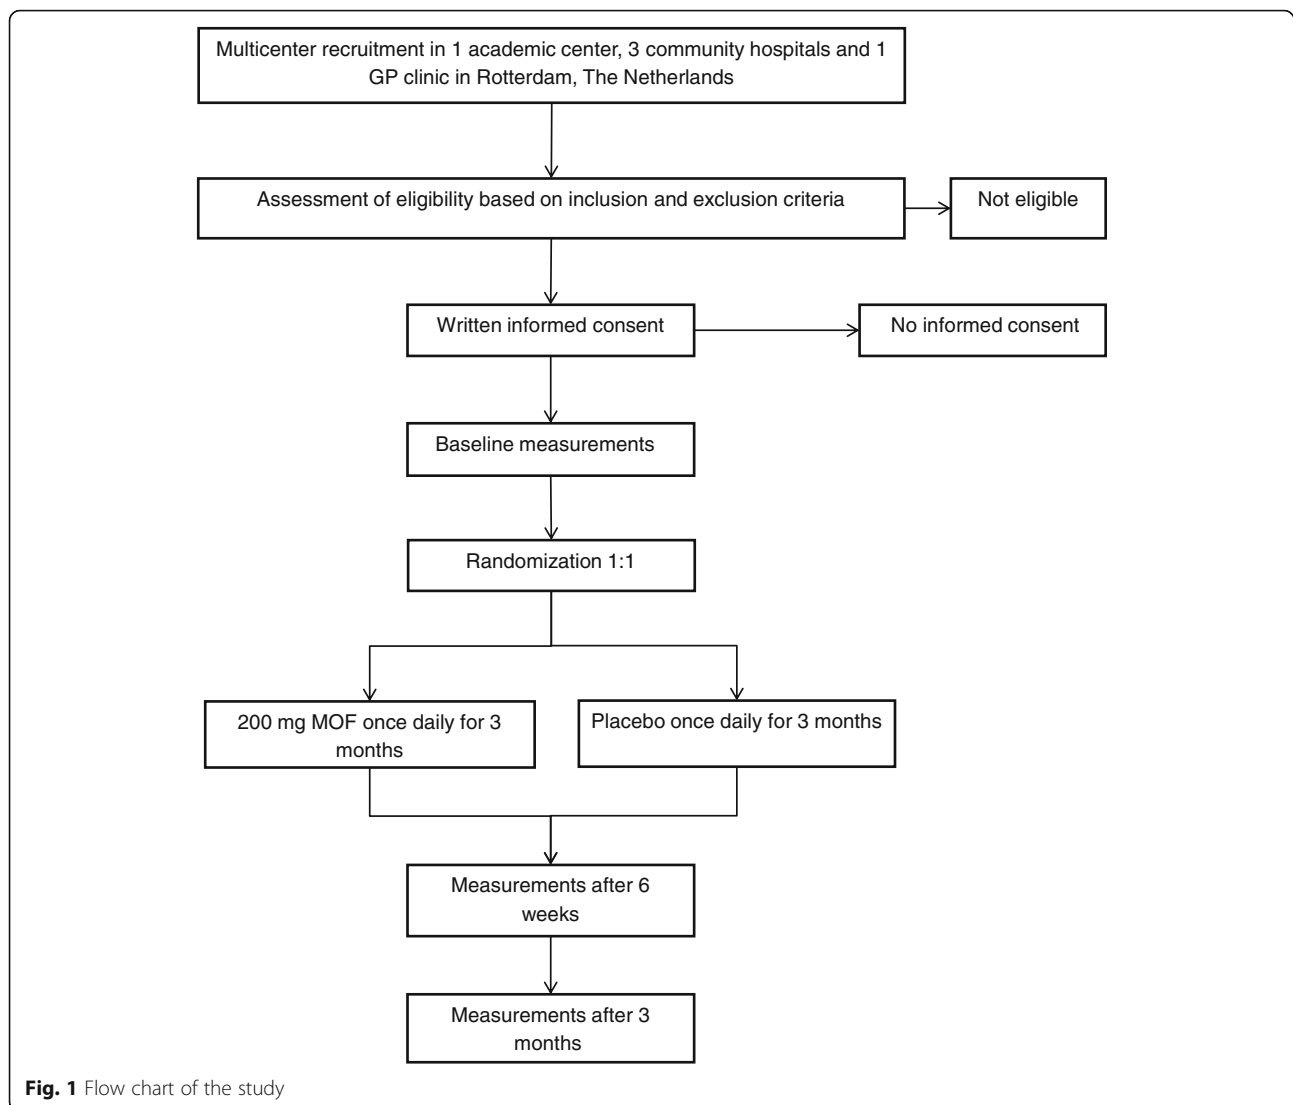 Multicenter recruitment in 1 academic center, 3 community hospitals and 1
GP clinic in Rotterdam, The Netherlands
Assessment of eligibility based on inclusion and exclusion criteria
Not eligible
Written informed consent
No informed consent
Baseline measurements
Randomization 1:1
200 mg MOF once daily for 3
months
Placebo once daily for 3 months
Measurements after 6
weeks
Measurements after 3
months
Fig. 1 Flow chart of the study